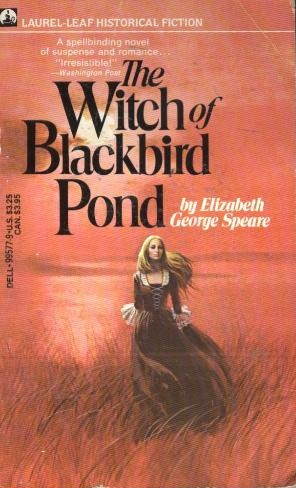 LAUREL-LEAF HISTORICAL FICTION
A spellbinding novel
of suspense and romance...
"Irresistible!"
—Washington Post
The
Witch of
Blackbird
Pond
by Elizabeth
George Speare
DELL • 99577-9 • U.S. $3.25
CAN. $3.95